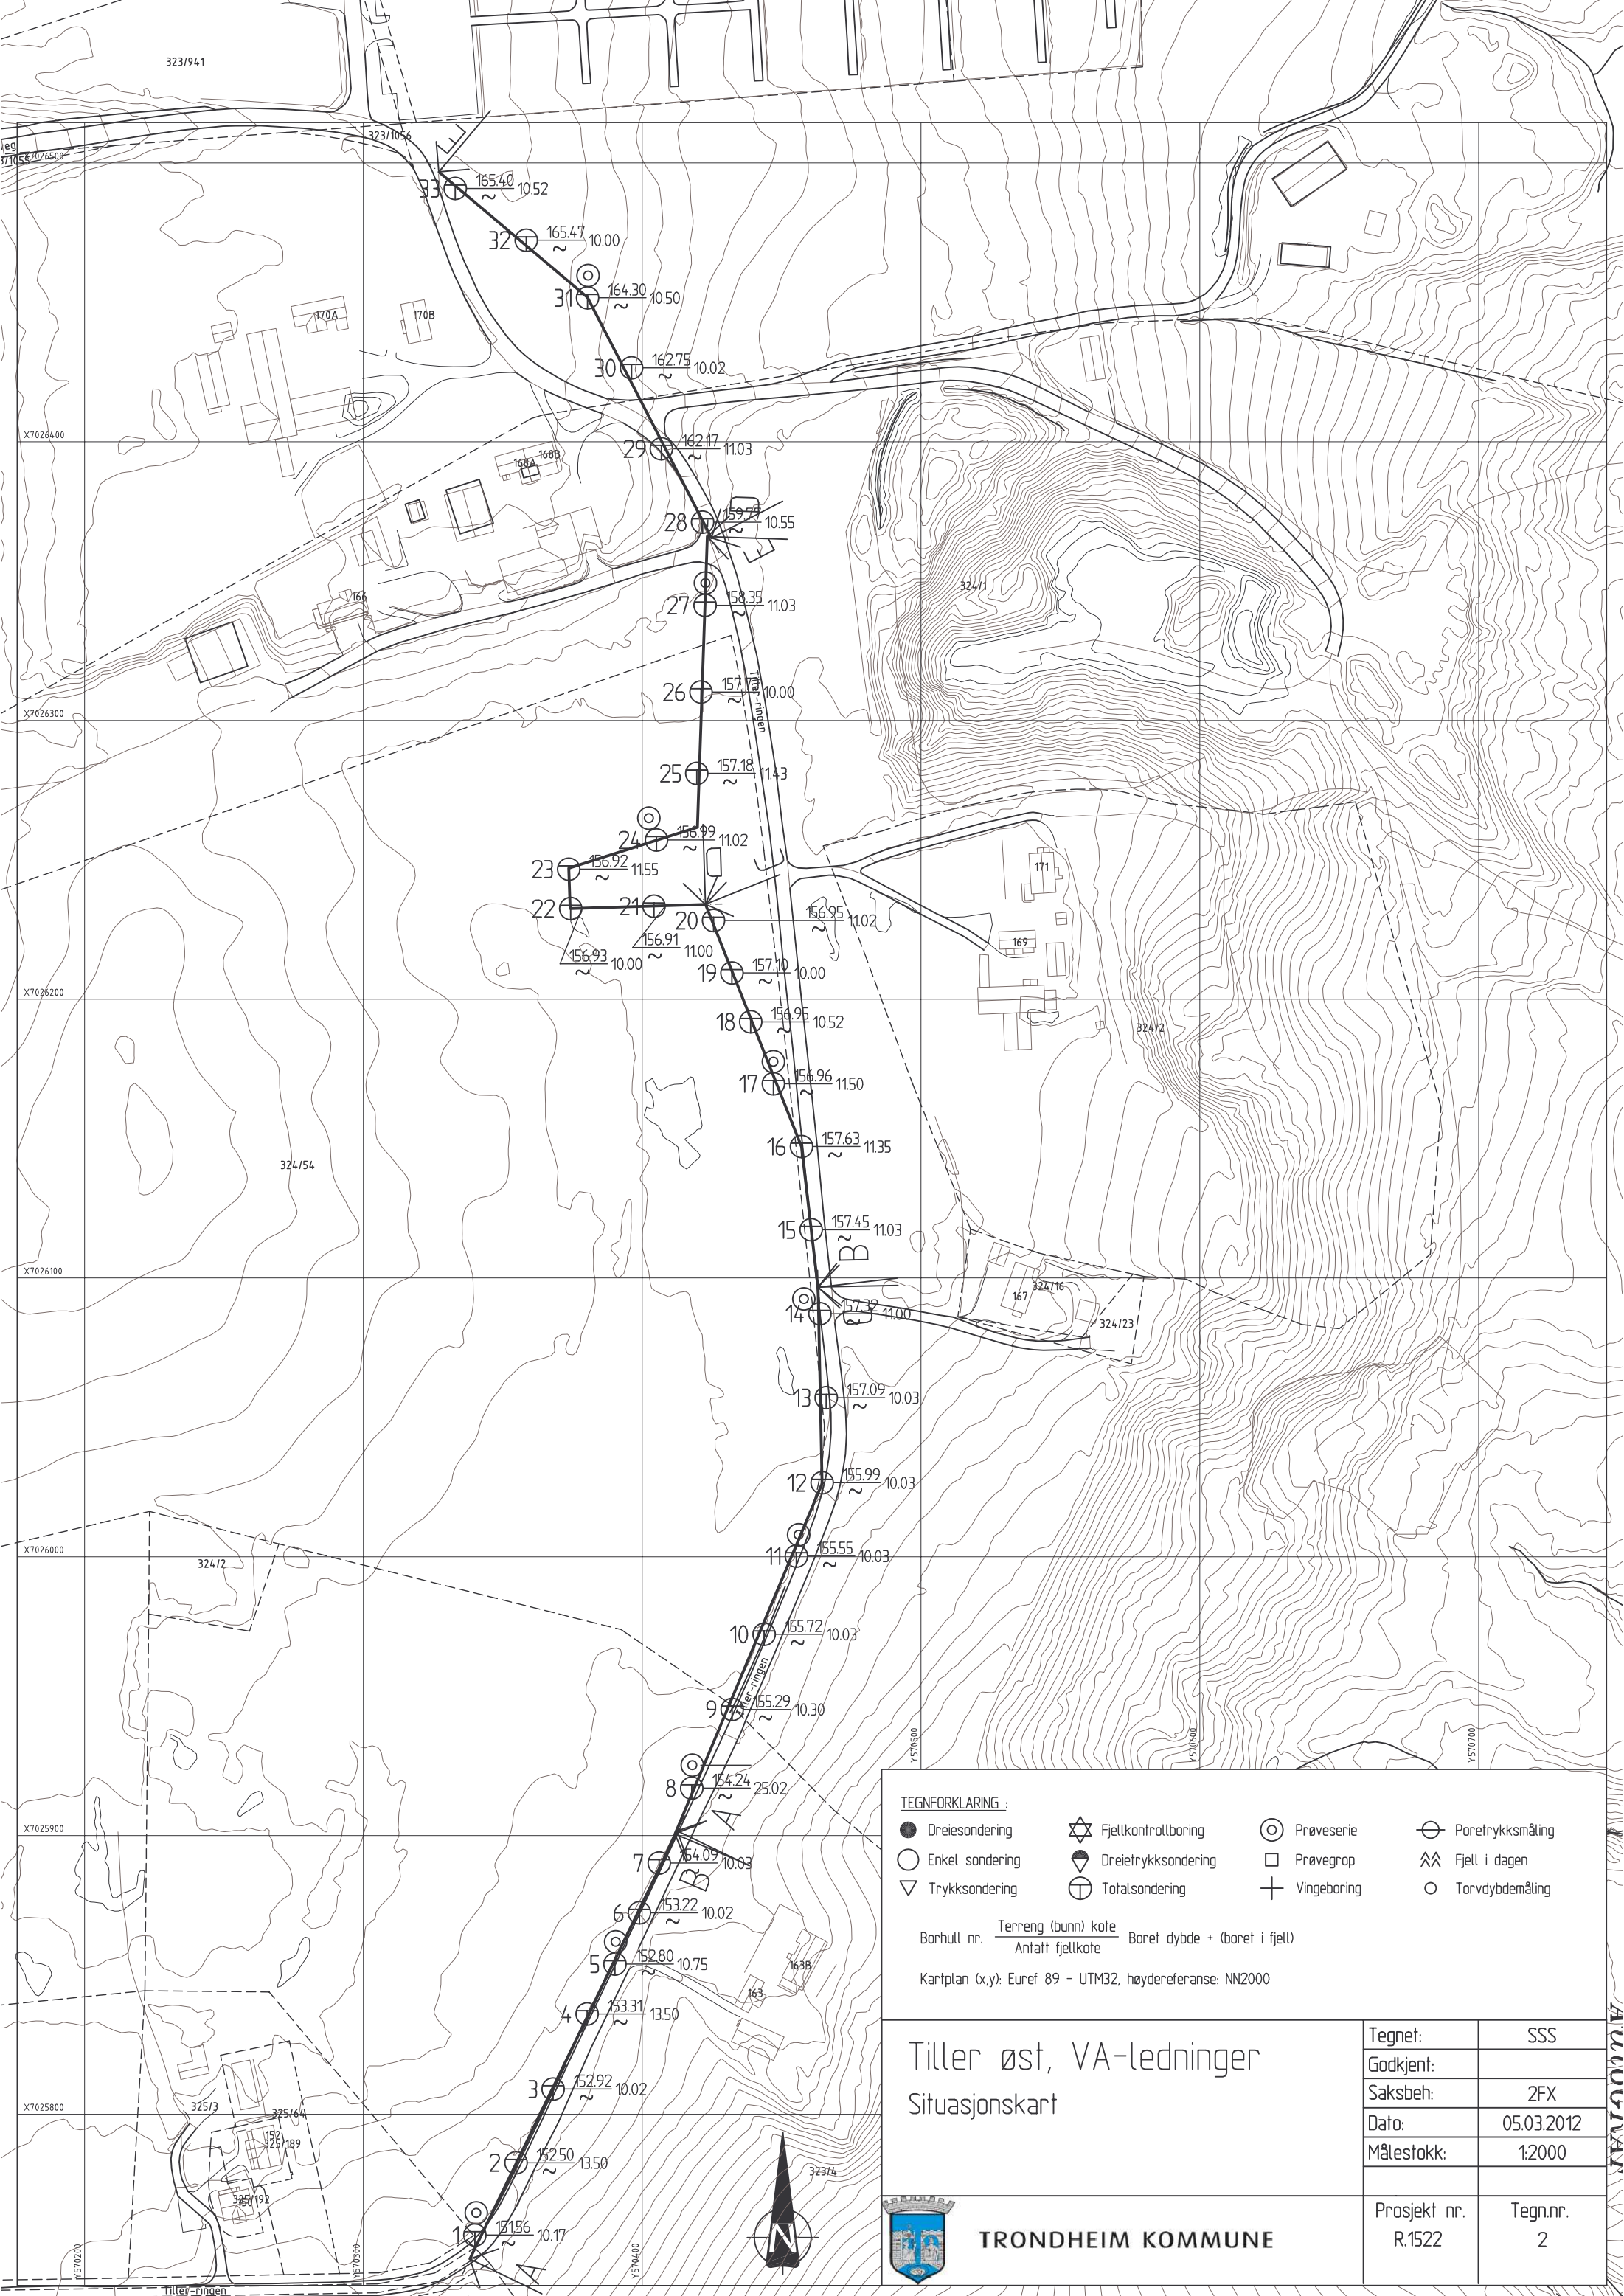 323/941
323/1056
X7026500
33 165.40 10.52
32 165.47 10.00
31 164.30 10.50
170A
170B
30 162.75 10.02
X7026400
29 162.17 11.03
168A
168B
28 159.77 10.55
D
E
324/1
166
27 158.35 11.03
26 157.7 10.00
Tiller-ringen
X7026300
25 157.18 11.43
24 156.99 11.02
23 156.92 11.55
171
D
C
22 156.93 10.00
21 156.91 11.00
20 156.95 11.02
169
19 157.10 10.00
X7026200
18 156.95 10.52
324/2
17 156.96 11.50
16 157.63 11.35
324/54
15 157.45 11.03
B
X7026100
324/16
167
14 157.32 11.00
C
324/23
13 157.09 10.03
12 155.99 10.03
X7026000
11 155.55 10.03
324/2
10 155.72 10.03
Tiller-ringen
9 155.29 10.30
Y570500
Y570600
Y570700
8 154.24 25.02
A
X7025900
7 154.09 10.03
B
6 153.22 10.02
5 152.80 10.75
163B
163
4 153.31 13.50
3 152.92 10.02
X7025800
325/3
325/64
152
325/189
2 152.50 13.50
323/4
325/192
1 151.56 10.17
A
Y570200
Y570300
Y570400
Tiller-ringen
N
TEGNFORKLARING :
Dreiesondering Fjellkontrollboring Prøveserie Poretrykksmåling
Enkel sondering Dreietrykksondering Prøvegrop Fjell i dagen
Trykksondering Totalsondering Vingeboring Torvdybdemåling
Borhull nr. Terreng (bunn) kote Boret dybde + (boret i fjell)
Antatt fjellkote
Kartplan (x,y): Euref 89 - UTM32, høydereferanse: NN2000
Tiller øst, VA-ledninger
Situasjonskart
Tegnet: SSS
Godkjent:
Saksbeh: 2FX
Dato: 05.03.2012
Målestokk: 1:2000
Prosjekt nr. Tegn.nr.
R.1522 2
TRONDHEIM KOMMUNE